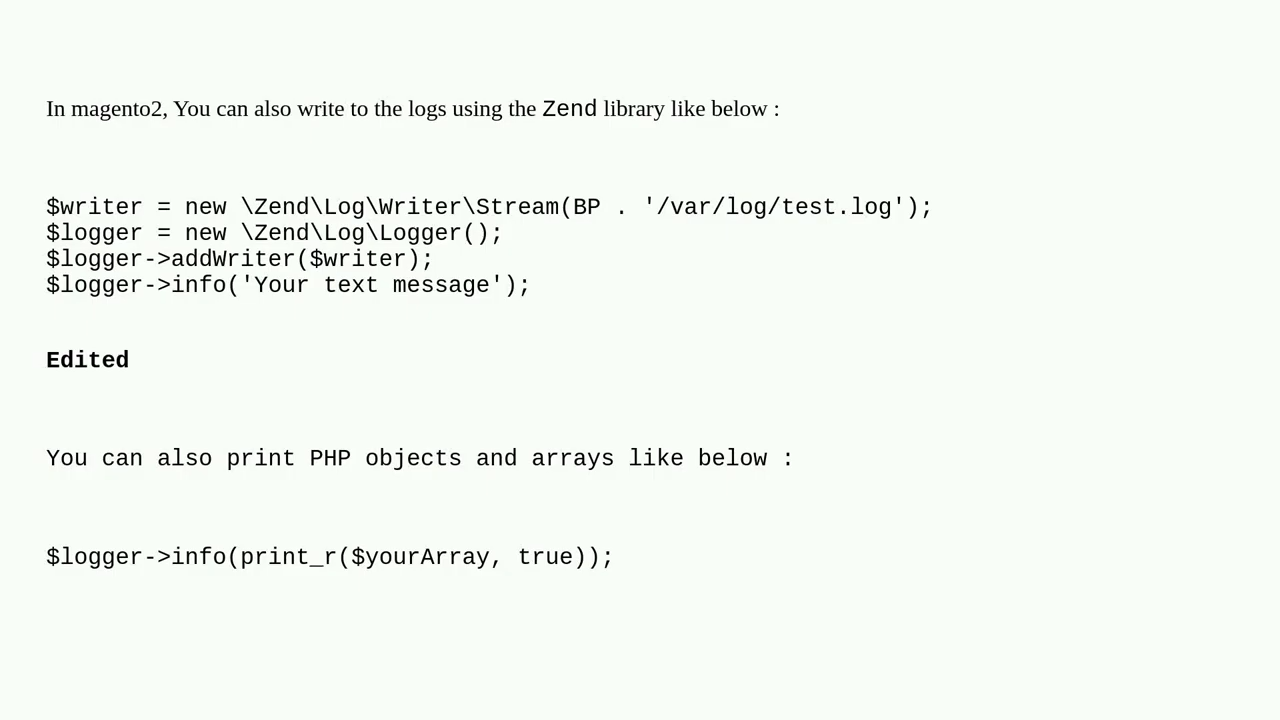 In magento2, You can also write to the logs using the Zend library like below :
$writer = new \Zend\Log\Writer\Stream(BP . '/var/log/test.log');
$logger = new \Zend\Log\Logger();
$logger->addWriter($writer);
$logger->info('Your text message');
Edited
You can also print PHP objects and arrays like below :
$logger->info(print_r($yourArray, true));